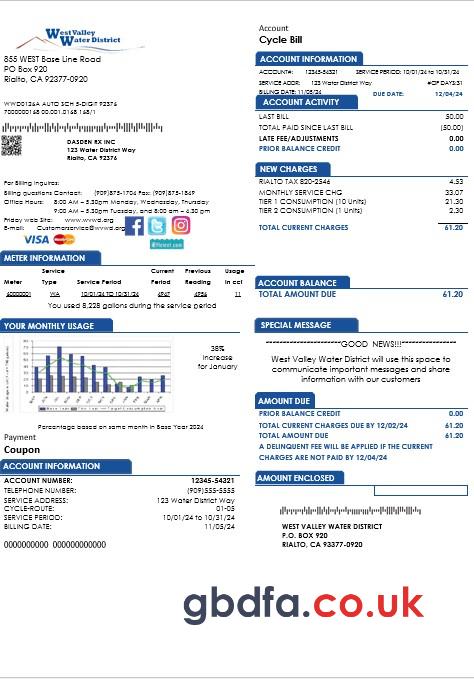 West Valley
Water District
855 WEST Base Line Road
PO Box 920
Rialto, CA 92377-0920
WWD0126A AUTO SCH 5-DIGIT 92376
7000000168 00.001.0168.168/1
DASDEN RX INC
123 Water District Way
Rialto, CA 92376
For Billing Inquires:
Billing Questions Contact: (909)875-1704 Fax: (909)875-1849
Office Hours: 8:00 AM – 5:30pm Monday, Wednesday, Thursday
9:00 AM – 5:30pm Tuesday, and 8:00 am – 4:30 pm
Friday web Site: www.wvwd.org
E-mail: Customerservice@wvwd.org
VISA
METER INFORMATION
Service Current Previous Usage
Meter Type Service Period Period Reading in ccf
60000001 WA 10/01/24 TO 10/31/24 4967 4956 11
You used 8,228 gallons during the service period
YOUR MONTHLY USAGE
38%
Increase
for January
Percentage based on same month in Base Year 2024
Payment
Coupon
ACCOUNT INFORMATION
ACCOUNT NUMBER: 12345-54321
TELEPHONE NUMBER: (909)555-5555
SERVICE ADDRESS: 123 Water District Way
CYCLE-ROUTE: 01-05
SERVICE PERIOD: 10/01/24 to 10/31/24
BILLING DATE: 11/05/24
0000000000 000000000000
Account
Cycle Bill
ACCOUNT INFORMATION
ACCOUNT#: 12345-54321 SERVICE PERIOD: 10/01/24 to 10/31/24
SERVICE ADDR: 123 Water District Way #OF DAYS:31
BILLING DATE: 11/05/24 DUE DATE: 12/04/24
ACCOUNT ACTIVITY
LAST BILL 50.00
TOTAL PAID SINCE LAST BILL (50.00)
LATE FEE/ADJUSTMENTS 0.00
PRIOR BALANCE CREDIT 0.00
NEW CHARGES
RIALTO TAX 820-2546 4.53
MONTHLY SERVICE CHG 33.07
TIER 1 CONSUMPTION (10 Units) 21.30
TIER 2 CONSUMPTION (1 Units) 2.30
TOTAL CURRENT CHARGES 61.20
ACCOUNT BALANCE
TOTAL AMOUNT DUE 61.20
SPECIAL MESSAGE
GOOD NEWS!!!
West Valley Water District will use this space to
communicate important messages and share
information with our customers
AMOUNT DUE
PRIOR BALANCE CREDIT 0.00
TOTAL CURRENT CHARGES DUE BY 12/02/24 61.20
TOTAL AMOUNT DUE 61.20
A DELINQUENT FEE WILL BE APPLIED IF THE CURRENT
CHARGES ARE NOT PAID BY 12/04/24
AMOUNT ENCLOSED
WEST VALLEY WATER DISTRICT
P.O. BOX 920
RIALTO, CA 93377-0920
gbdfa.co.uk